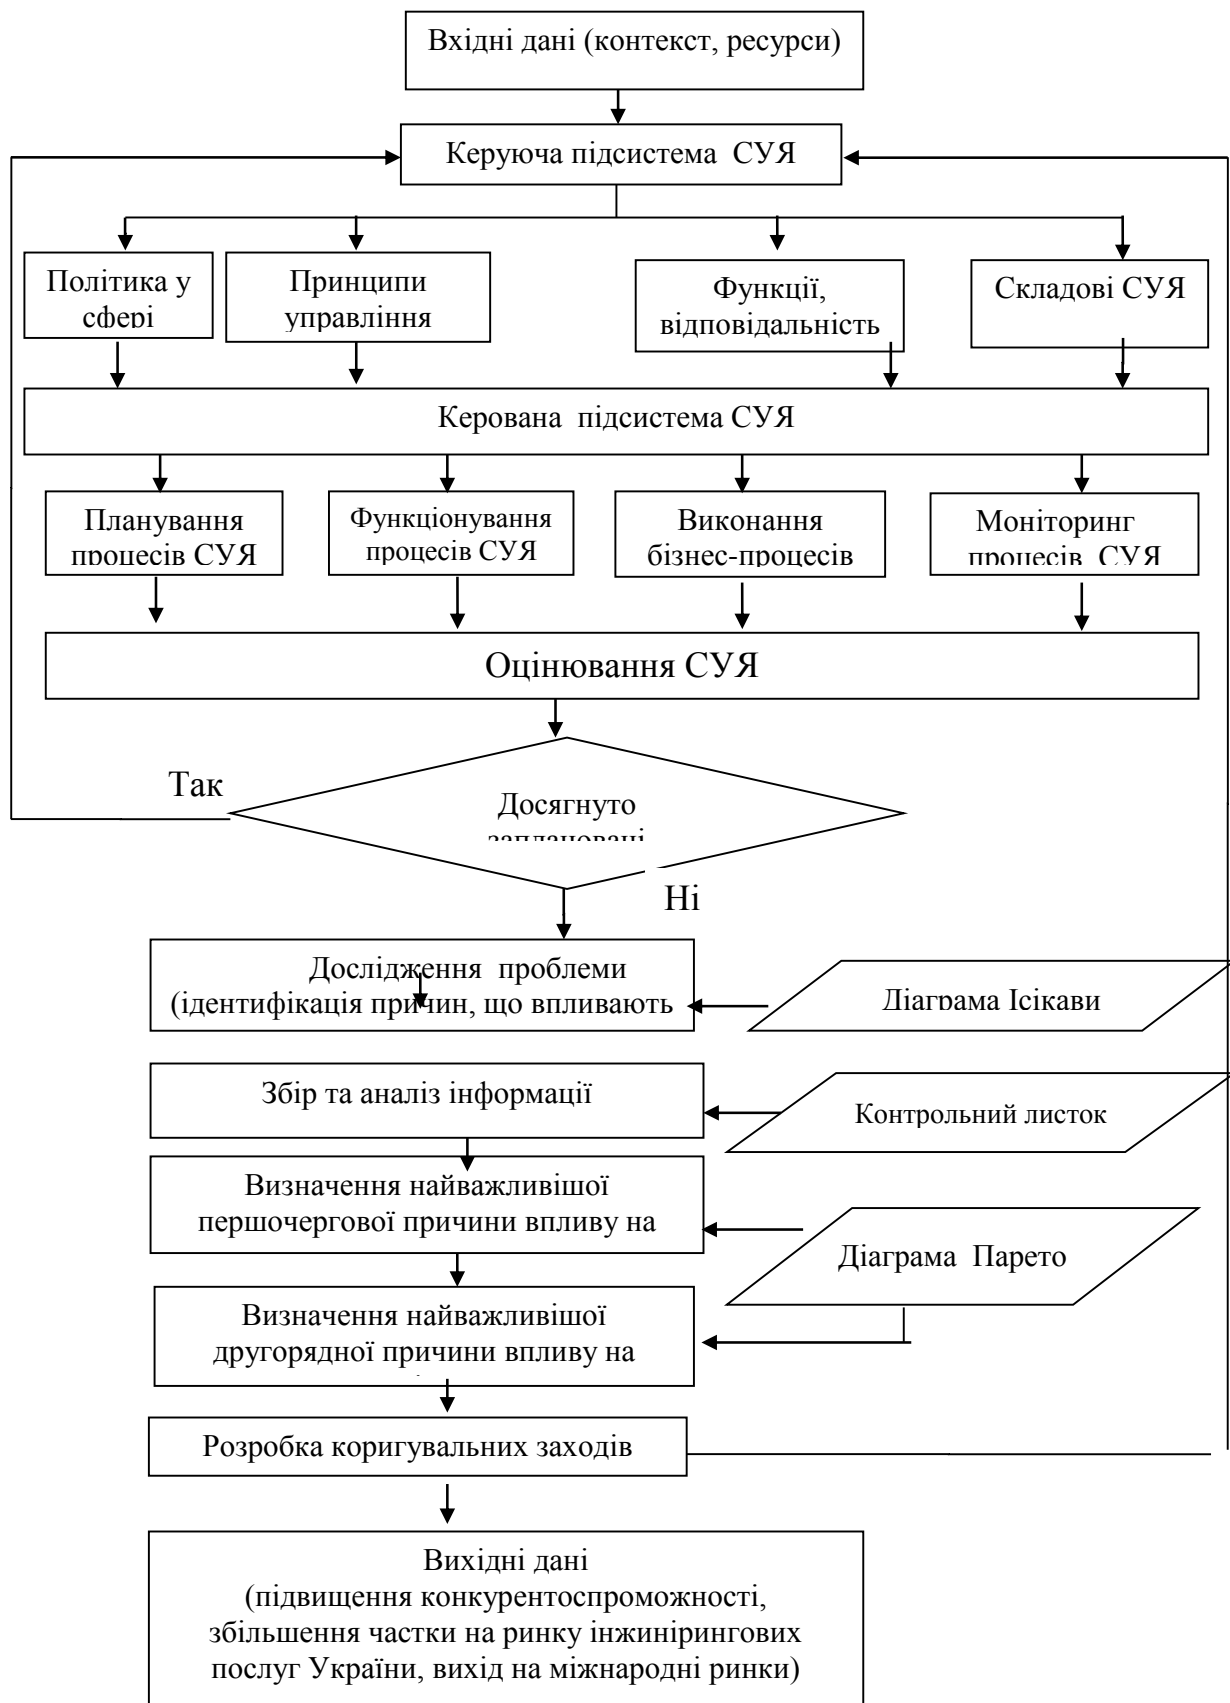 Вхідні дані (контекст, ресурси)
Керуюча підсистема СУЯ
Політика у
сфері
Принципи
управління
Функції,
відповідальність
Складові СУЯ
Керована підсистема СУЯ
Планування
процесів СУЯ
Функціонування
процесів СУЯ
Виконання
бізнес-процесів
Моніторинг
процесів СУЯ
Оцінювання СУЯ
Так
Досягнуто
заплановані
Ні
Дослідження проблеми
(ідентифікація причин, що впливають
Діаграма Ісікави
Збір та аналіз інформації
Контрольний листок
Визначення найважливішої
першочергової причини впливу на
Діаграма Парето
Визначення найважливішої
другорядної причини впливу на
Розробка коригувальних заходів
Вихідні дані
(підвищення конкурентоспроможності,
збільшення частки на ринку інжинірингових
послуг України, вихід на міжнародні ринки)